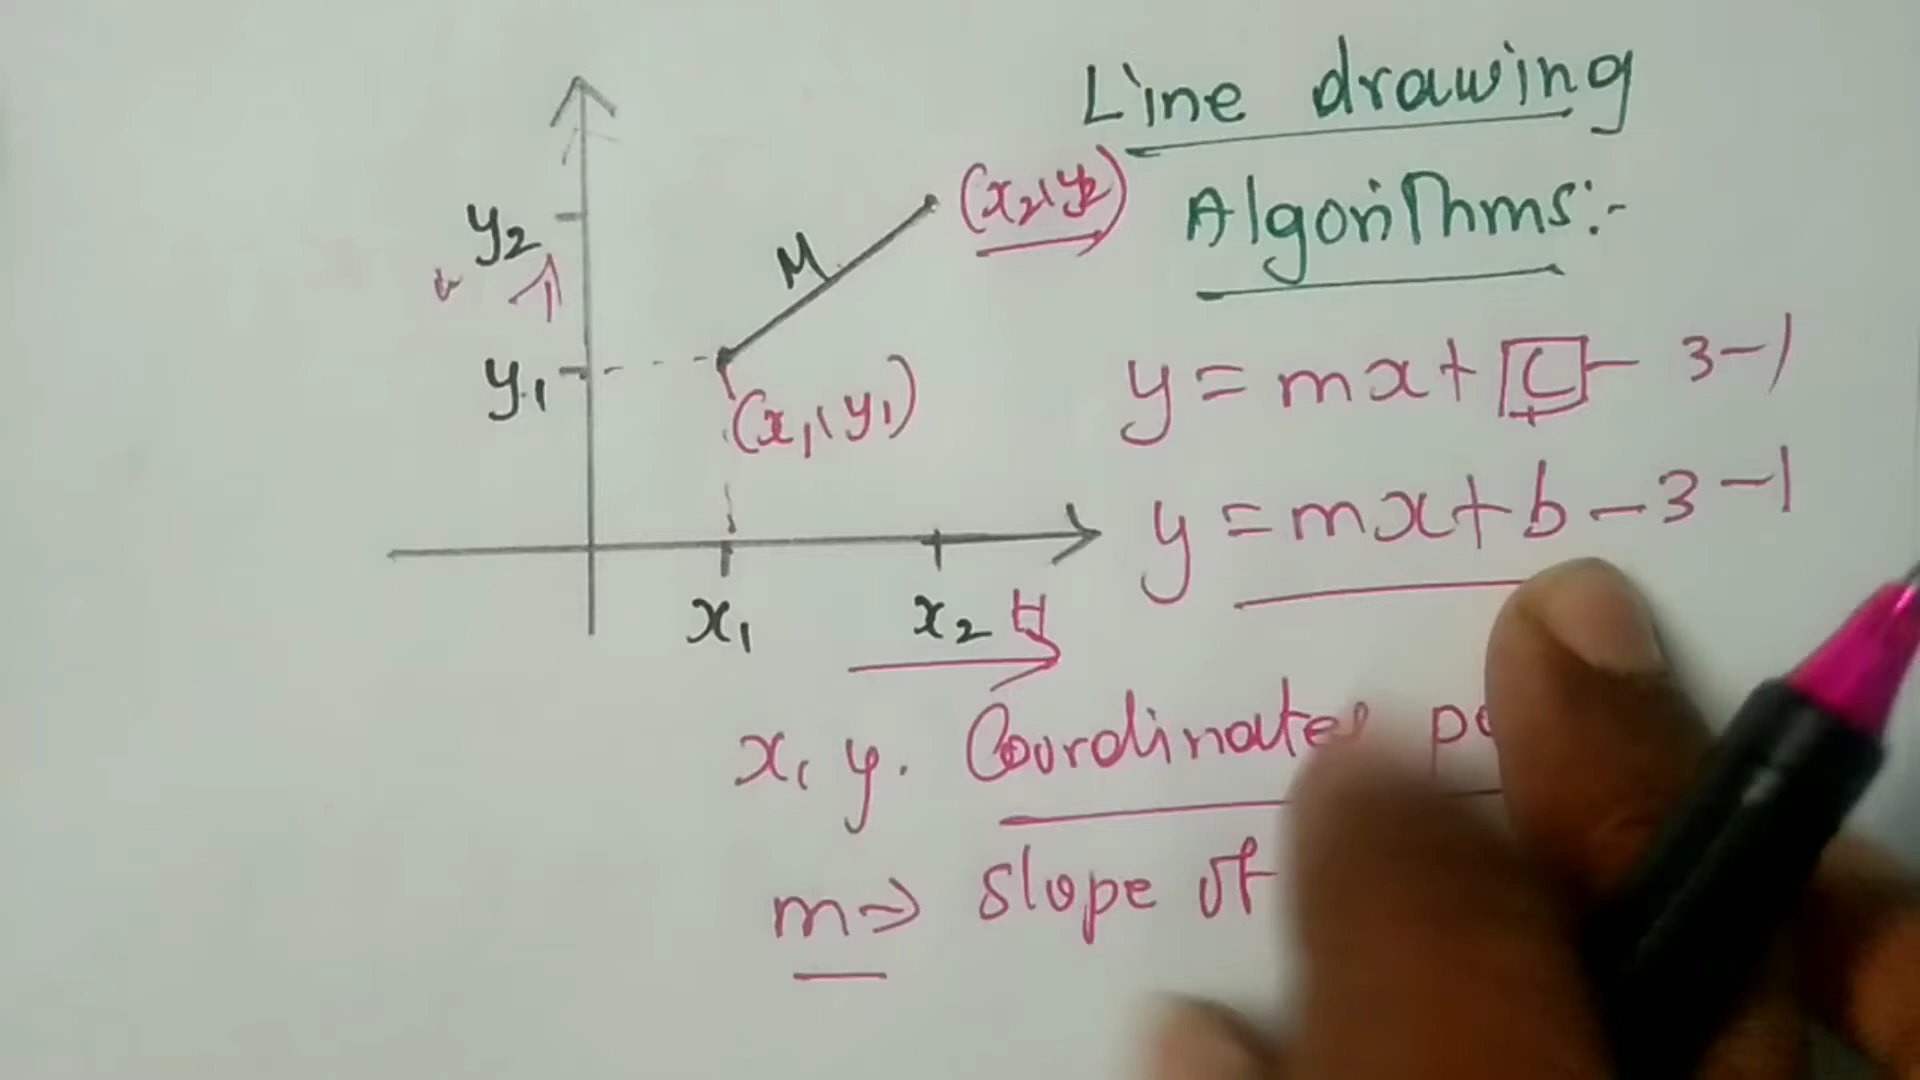 Line drawing
Algorithms:-
(x2, y2)
y2
M
y1
(x1, y1)
y = mx + C - 3-1
y = mx + b - 3-1
x1
x2
H
x, y. Coordinates
m ⇒ slope of